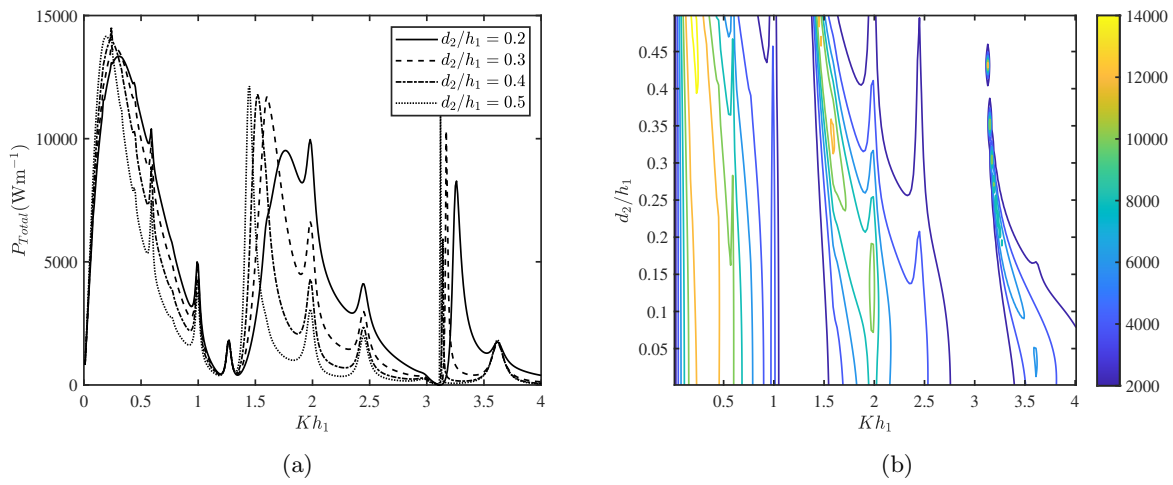 15000
10000
5000
0
P_{Total}(Wm^{-1})
d_2/h_1 = 0.2
d_2/h_1 = 0.3
d_2/h_1 = 0.4
d_2/h_1 = 0.5
0 0.5 1 1.5 2 2.5 3 3.5 4
Kh_1
(a)
0.45
0.4
0.35
0.3
0.25
0.2
0.15
0.1
0.05
d_2/h_1
0.5 1 1.5 2 2.5 3 3.5 4
Kh_1
14000
12000
10000
8000
6000
4000
2000
(b)